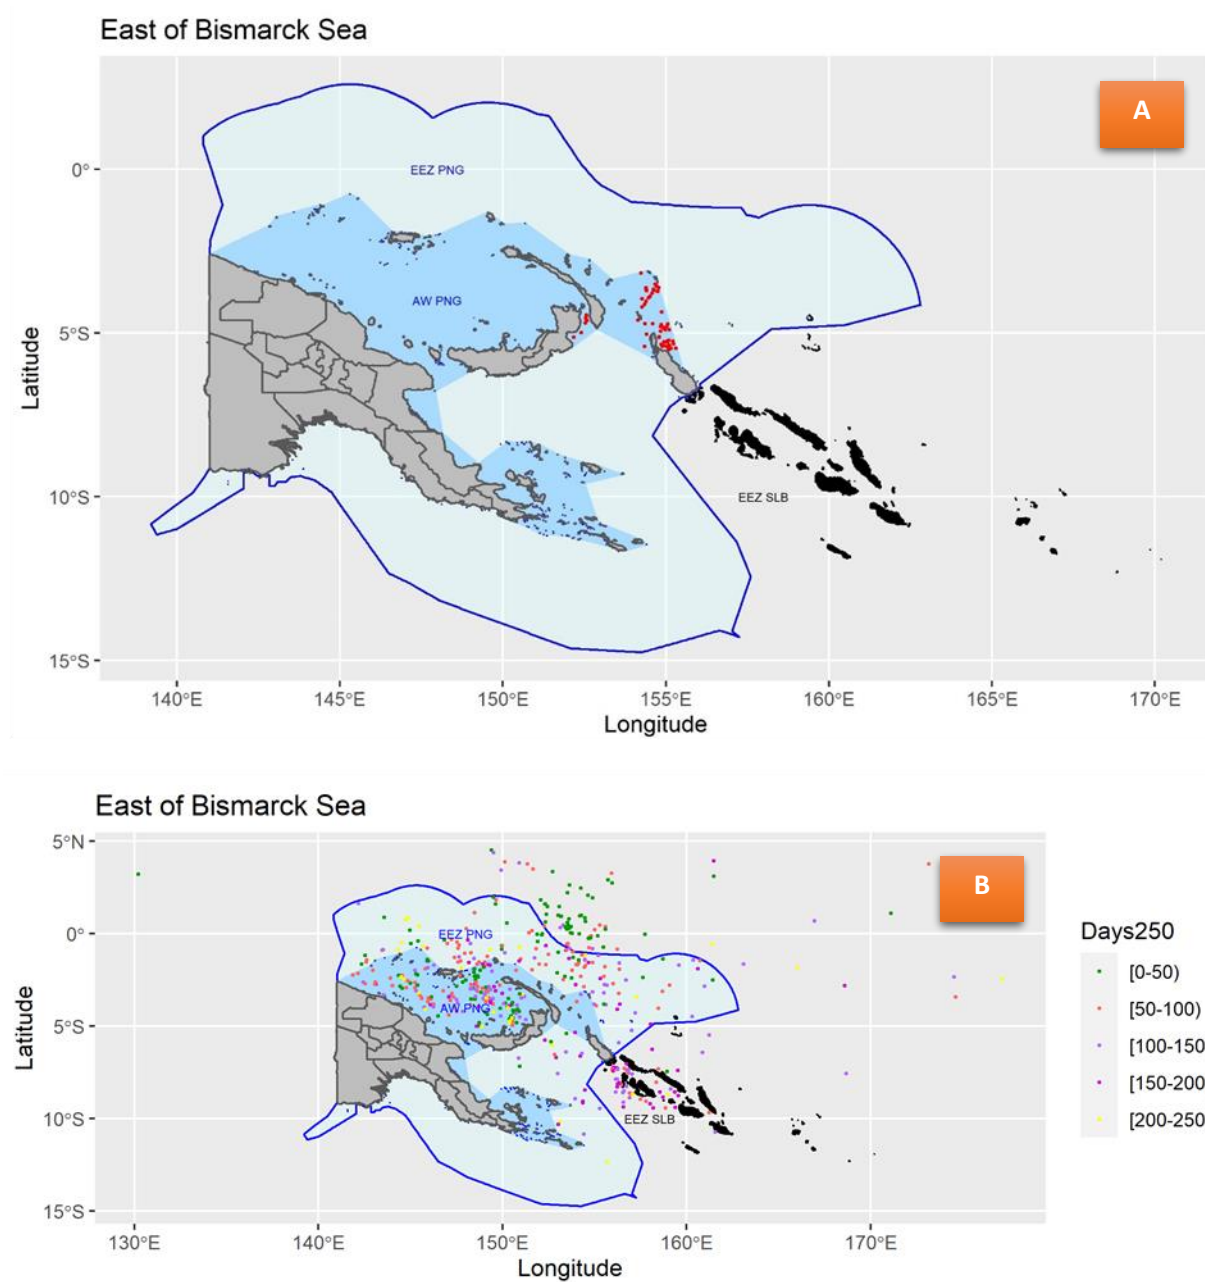 East of Bismarck Sea
A
0°
5°S
10°S
15°S
Latitude
EEZ PNG
AW PNG
EEZ SLB
140°E 145°E 150°E 155°E 160°E 165°E 170°E
Longitude
East of Bismarck Sea
B
5°N
0°
5°S
10°S
15°S
Latitude
EEZ PNG
AW PNG
EEZ SLB
130°E 140°E 150°E 160°E 170°E
Longitude
Days250
[0-50)
[50-100)
[100-150
[150-200
[200-250